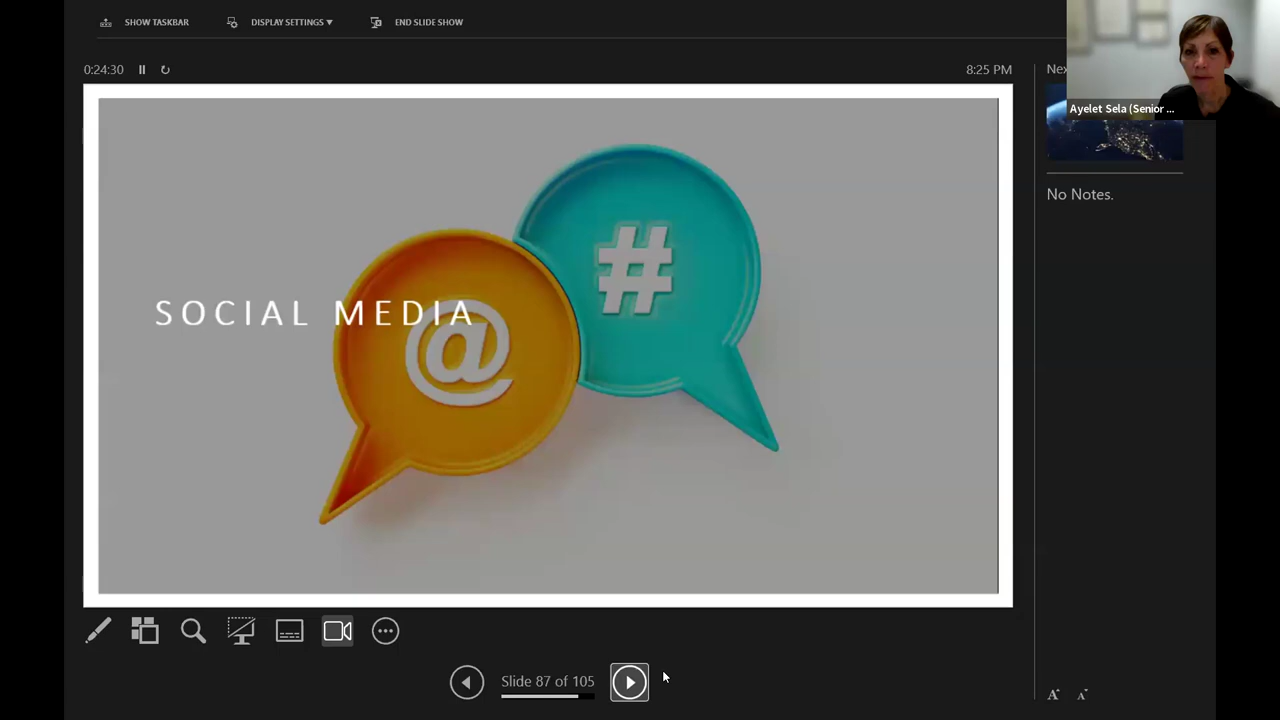 SHOW TASKBAR
DISPLAY SETTINGS ▾
END SLIDE SHOW
0:24:30
8:25 PM
Ayelet Sela (Senior ...
No Notes.
#
SOCIAL MEDIA
@
Slide 87 of 105
A
A